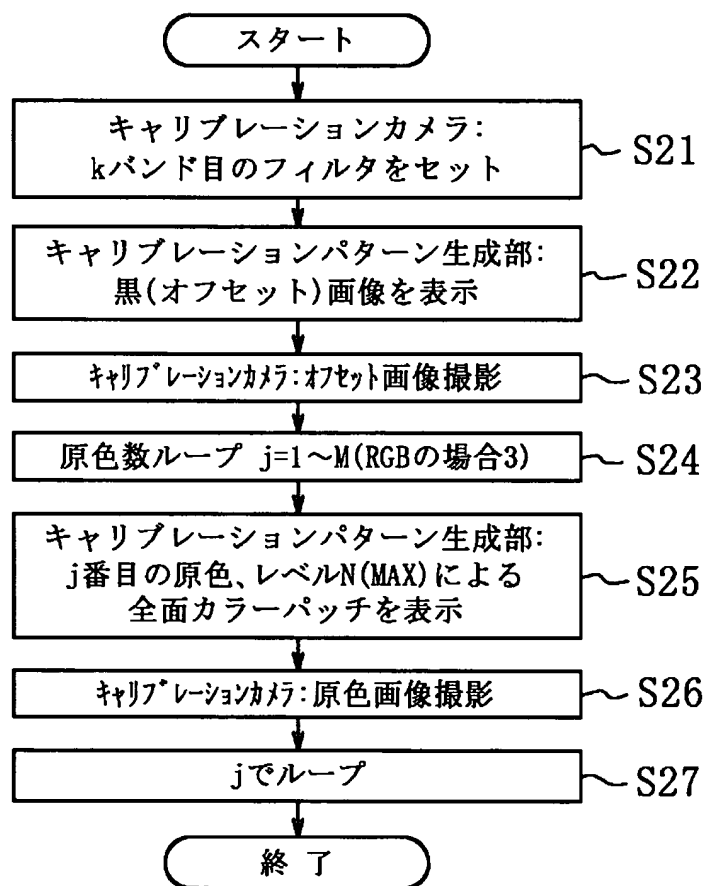 スタート
キャリブレーションカメラ:
kバンド目のフィルタをセット
S21
キャリブレーションパターン生成部:
黒(オフセット)画像を表示
S22
ｷｬﾘﾌﾞﾚｰｼｮﾝｶﾒﾗ:ｵﾌｾｯﾄ画像撮影
S23
原色数ループ j=1～M(RGBの場合3)
S24
キャリブレーションパターン生成部:
j番目の原色、レベルN(MAX)による
全面カラーパッチを表示
S25
ｷｬﾘﾌﾞﾚｰｼｮﾝｶﾒﾗ:原色画像撮影
S26
jでループ
S27
終 了